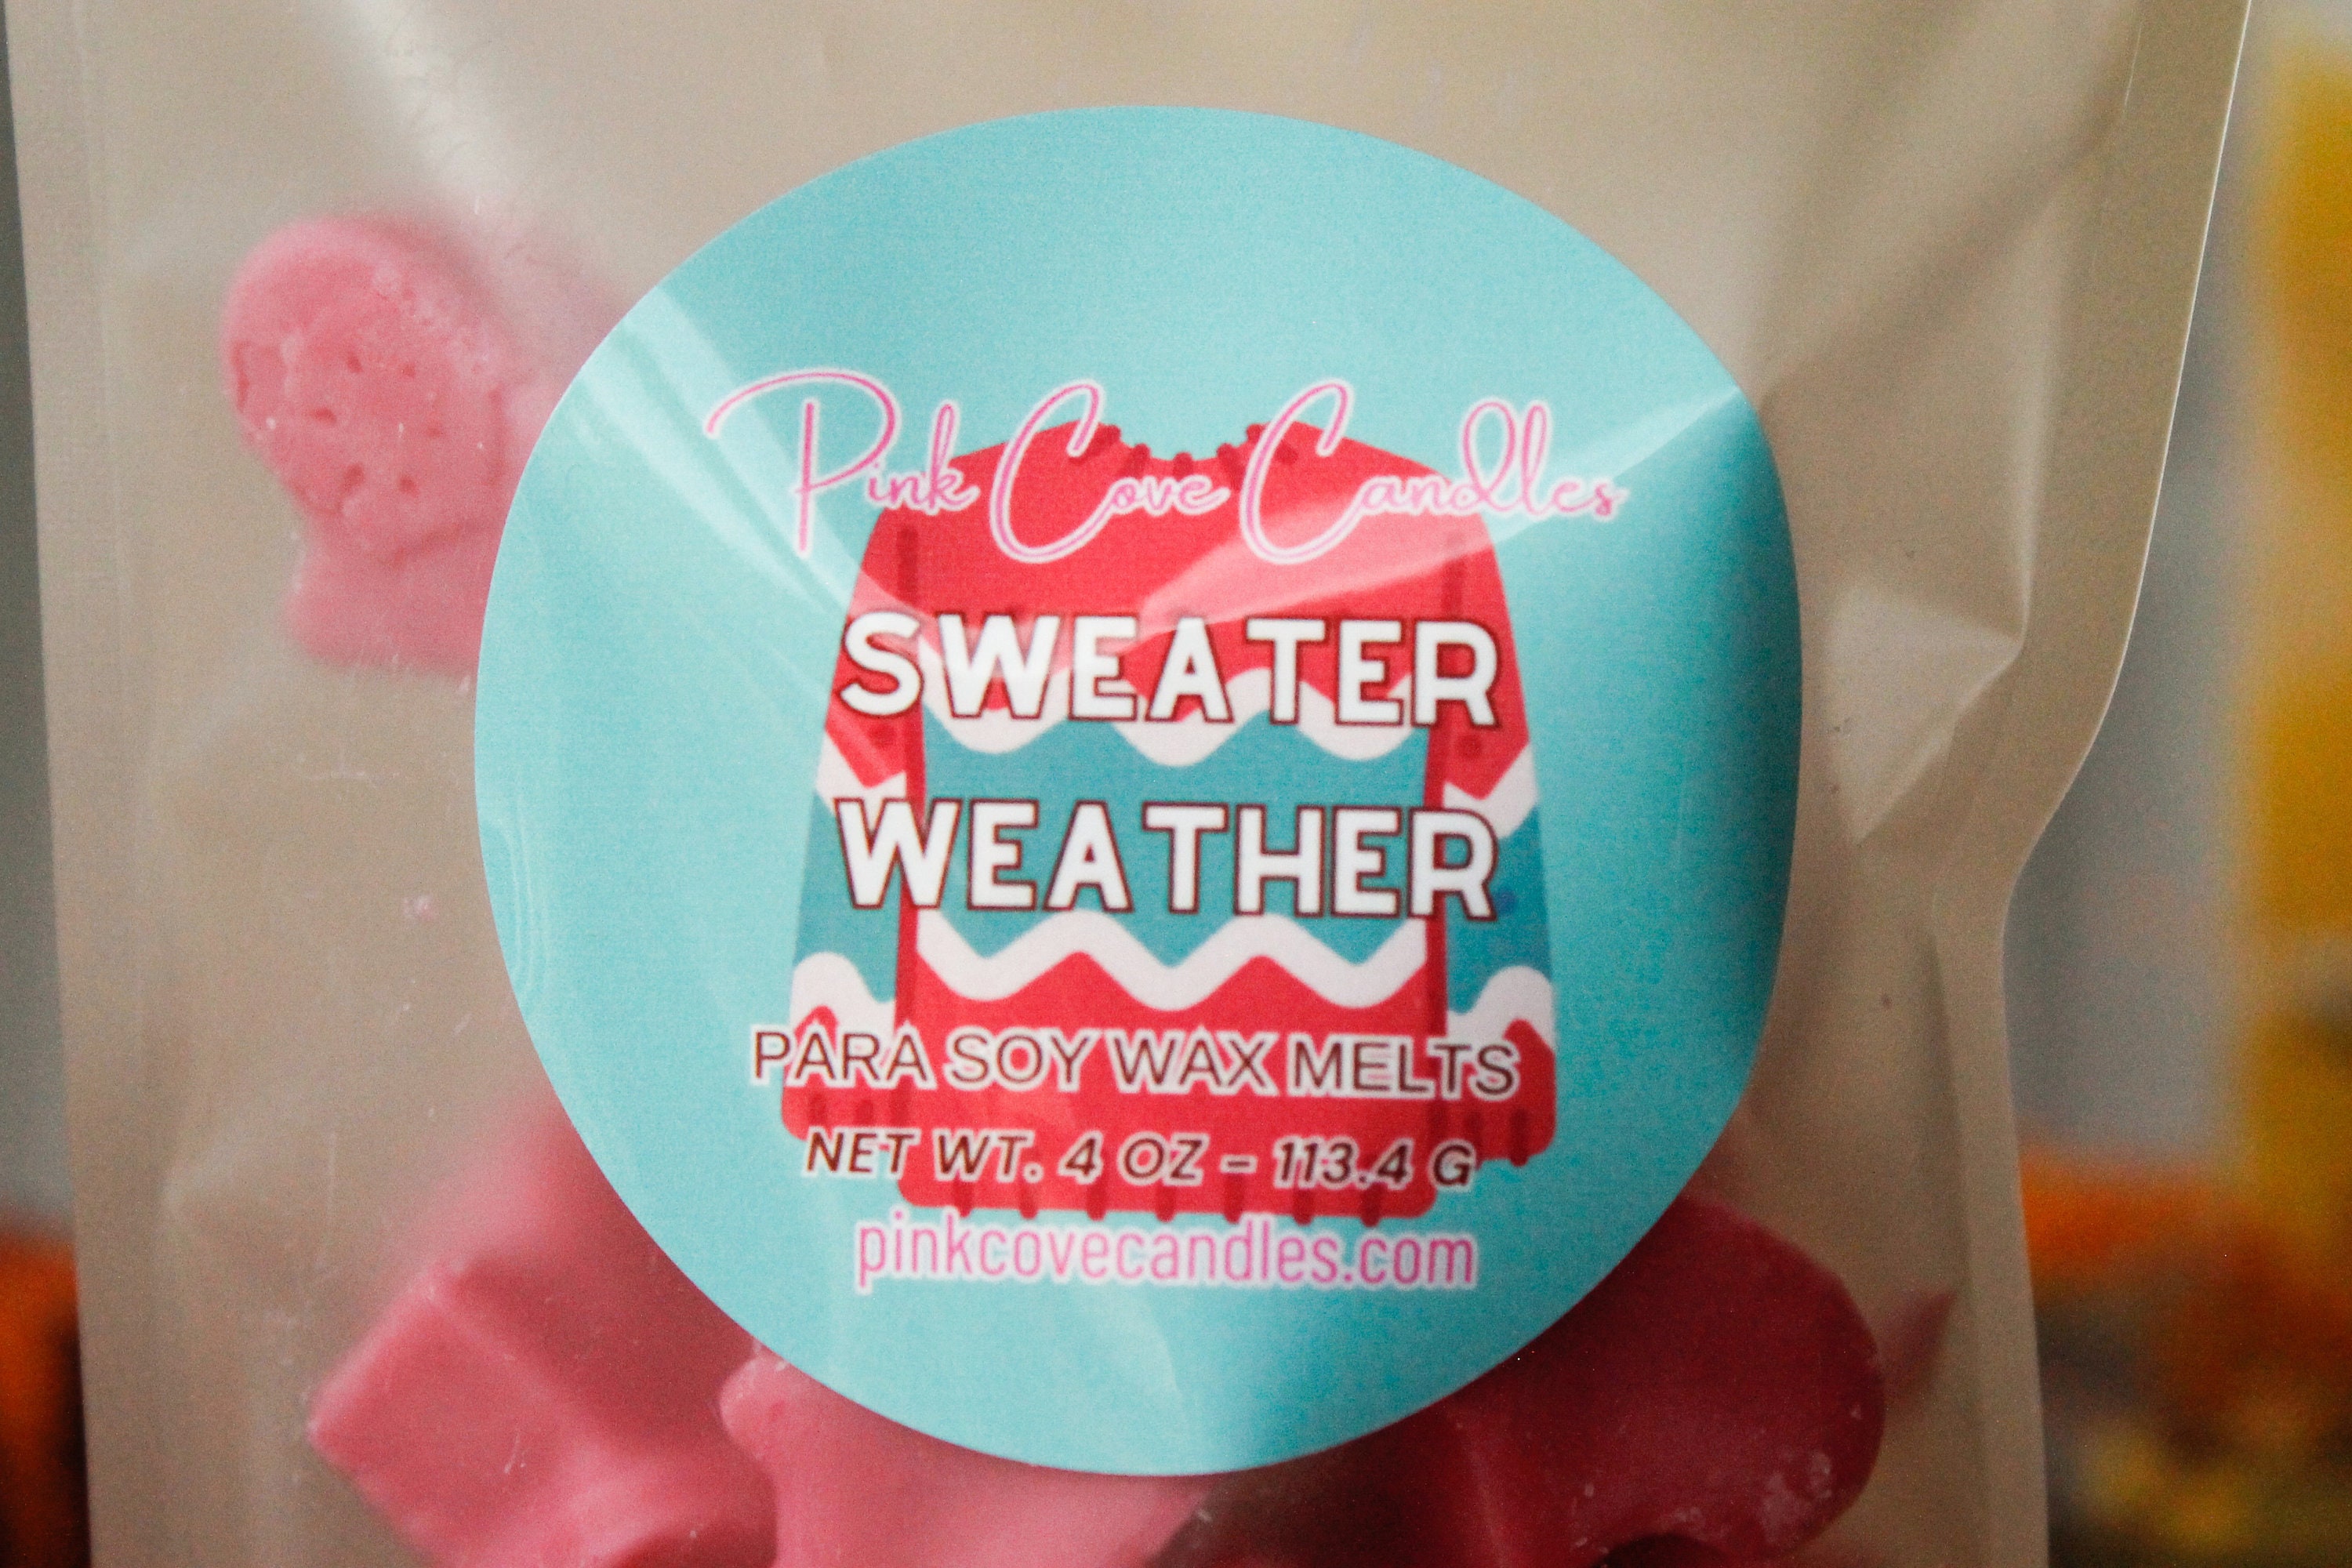 Pink Cove Candles
SWEATER
WEATHER
PARA SOY WAX MELTS
NET WT. 4 OZ - 113.4 G
pinkcovecandles.com